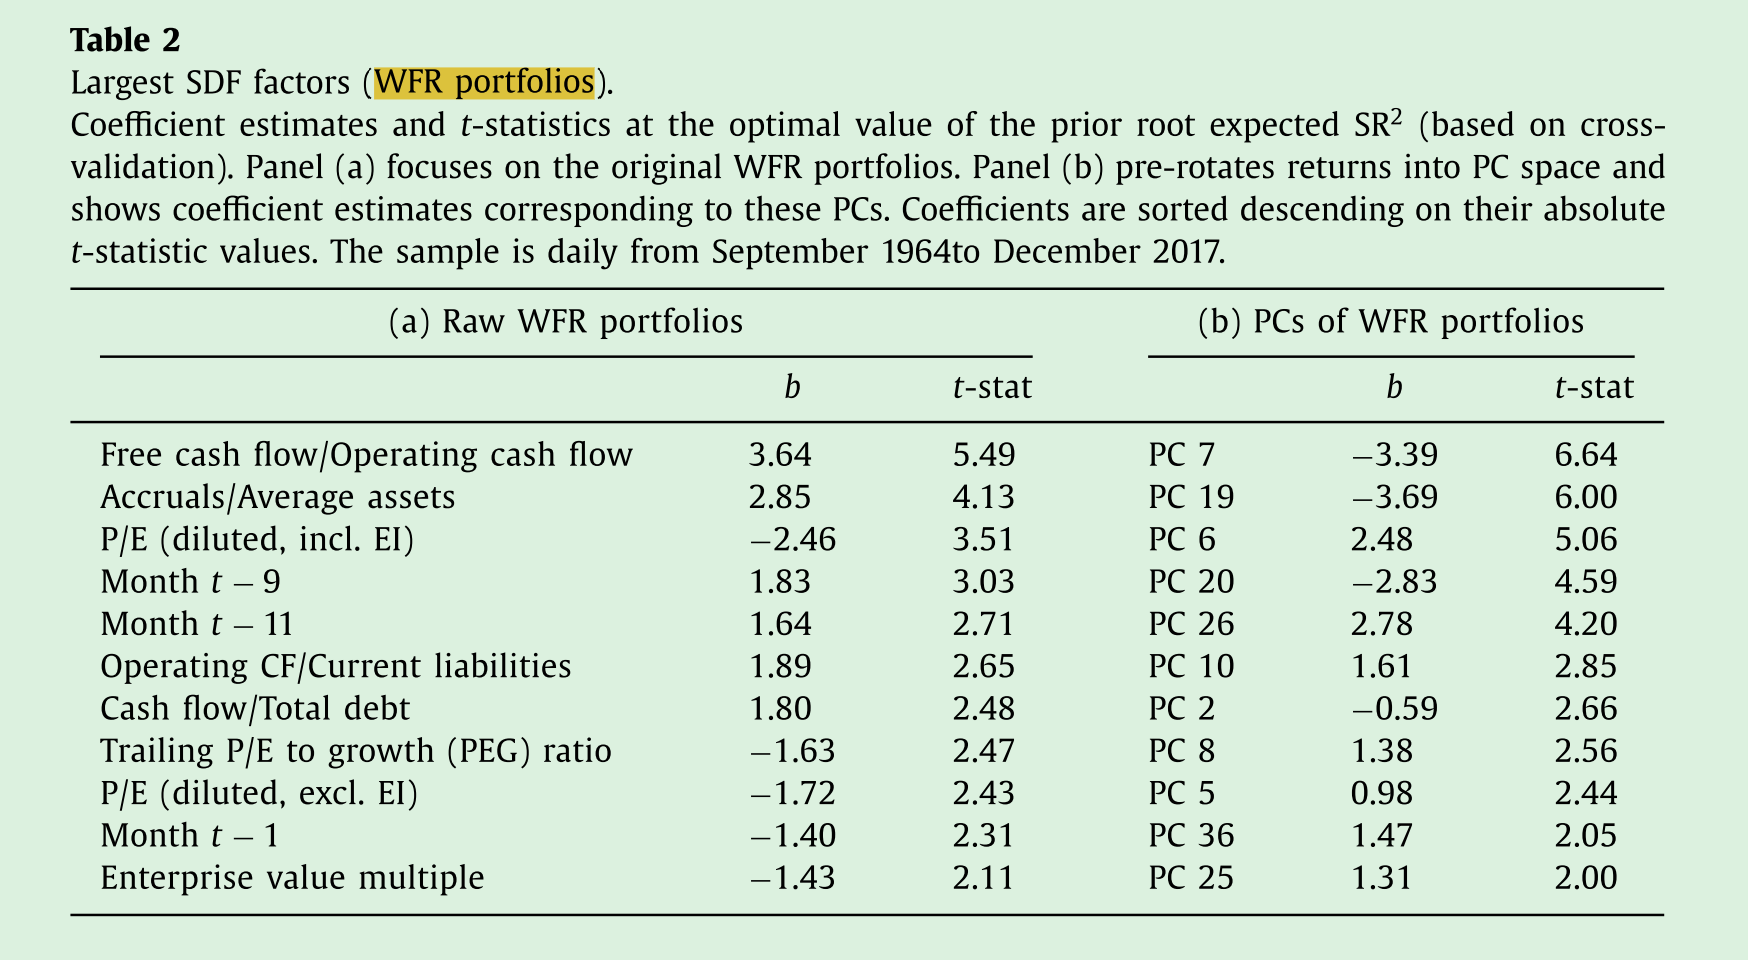 Table 2
Largest SDF factors (WFR portfolios).
Coefficient estimates and t-statistics at the optimal value of the prior root expected SR² (based on cross-
validation). Panel (a) focuses on the original WFR portfolios. Panel (b) pre-rotates returns into PC space and
shows coefficient estimates corresponding to these PCs. Coefficients are sorted descending on their absolute
t-statistic values. The sample is daily from September 1964to December 2017.
(a) Raw WFR portfolios (b) PCs of WFR portfolios
b t-stat b t-stat
Free cash flow/Operating cash flow 3.64 5.49 PC 7 −3.39 6.64
Accruals/Average assets 2.85 4.13 PC 19 −3.69 6.00
P/E (diluted, incl. EI) −2.46 3.51 PC 6 2.48 5.06
Month t − 9 1.83 3.03 PC 20 −2.83 4.59
Month t − 11 1.64 2.71 PC 26 2.78 4.20
Operating CF/Current liabilities 1.89 2.65 PC 10 1.61 2.85
Cash flow/Total debt 1.80 2.48 PC 2 −0.59 2.66
Trailing P/E to growth (PEG) ratio −1.63 2.47 PC 8 1.38 2.56
P/E (diluted, excl. EI) −1.72 2.43 PC 5 0.98 2.44
Month t − 1 −1.40 2.31 PC 36 1.47 2.05
Enterprise value multiple −1.43 2.11 PC 25 1.31 2.00